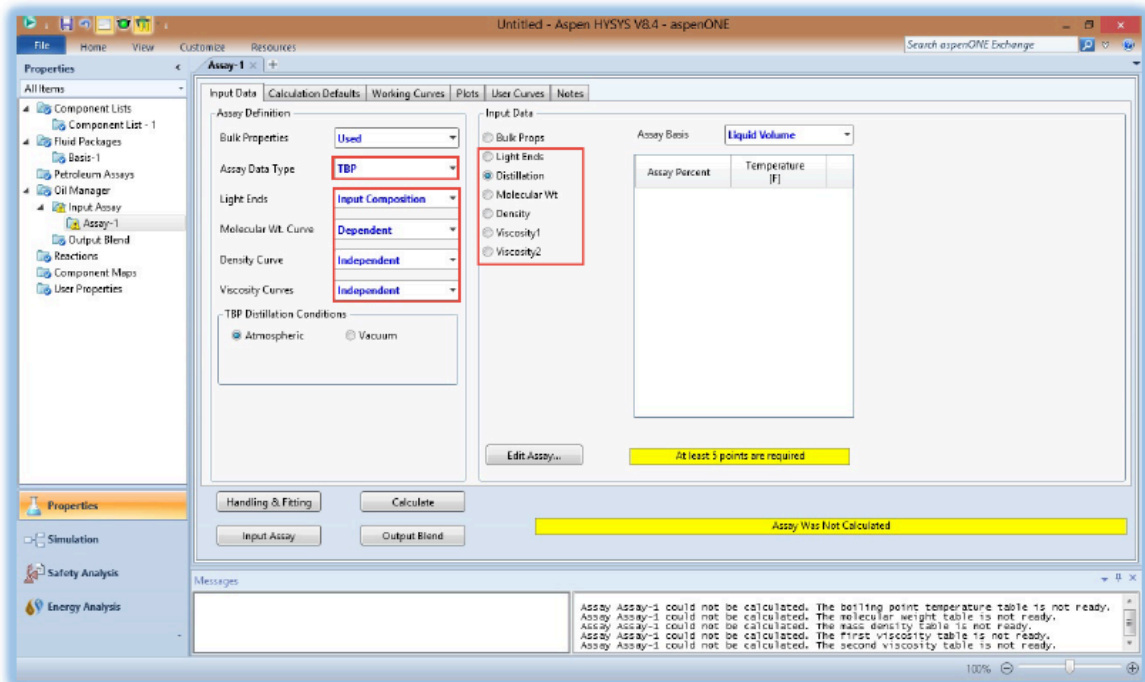 Untitled - Aspen HYSYS V8.4 - aspenONE
File Home View Customize Resources
Search aspenONE Exchange
Properties
All Items
Component Lists
Component List - 1
Fluid Packages
Basis-1
Petroleum Assays
Oil Manager
Input Assay
Assay-1
Output Blend
Reactions
Component Maps
User Properties
Properties
Simulation
Safety Analysis
Energy Analysis
Assay-1
Input Data Calculation Defaults Working Curves Plots User Curves Notes
Assay Definition
Bulk Properties Used
Assay Data Type TBP
Light Ends Input Composition
Molecular Wt. Curve Dependent
Density Curve Independent
Viscosity Curves Independent
TBP Distillation Conditions
Atmospheric Vacuum
Input Data
Bulk Props
Light Ends
Distillation
Molecular Wt
Density
Viscosity1
Viscosity2
Assay Basis Liquid Volume
Assay Percent Temperature
[F]
Edit Assay... At least 5 points are required
Handling & Fitting Calculate
Input Assay Output Blend
Assay Was Not Calculated
Messages
Assay Assay-1 could not be calculated. The boiling point temperature table is not ready.
Assay Assay-1 could not be calculated. The molecular weight table is not ready.
Assay Assay-1 could not be calculated. The mass density table is not ready.
Assay Assay-1 could not be calculated. The first viscosity table is not ready.
Assay Assay-1 could not be calculated. The second viscosity table is not ready.
100%